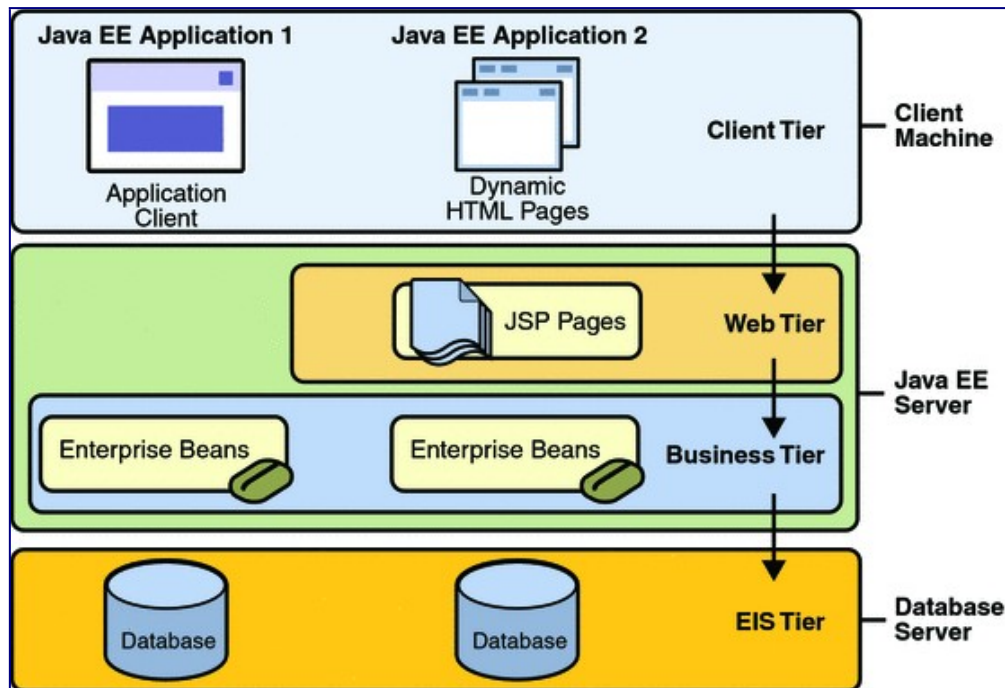 Java EE Application 1
Java EE Application 2
Application
Client
Dynamic
HTML Pages
Client Tier
Client
Machine
JSP Pages
Web Tier
Java EE
Server
Enterprise Beans
Enterprise Beans
Business Tier
Database
Database
EIS Tier
Database
Server